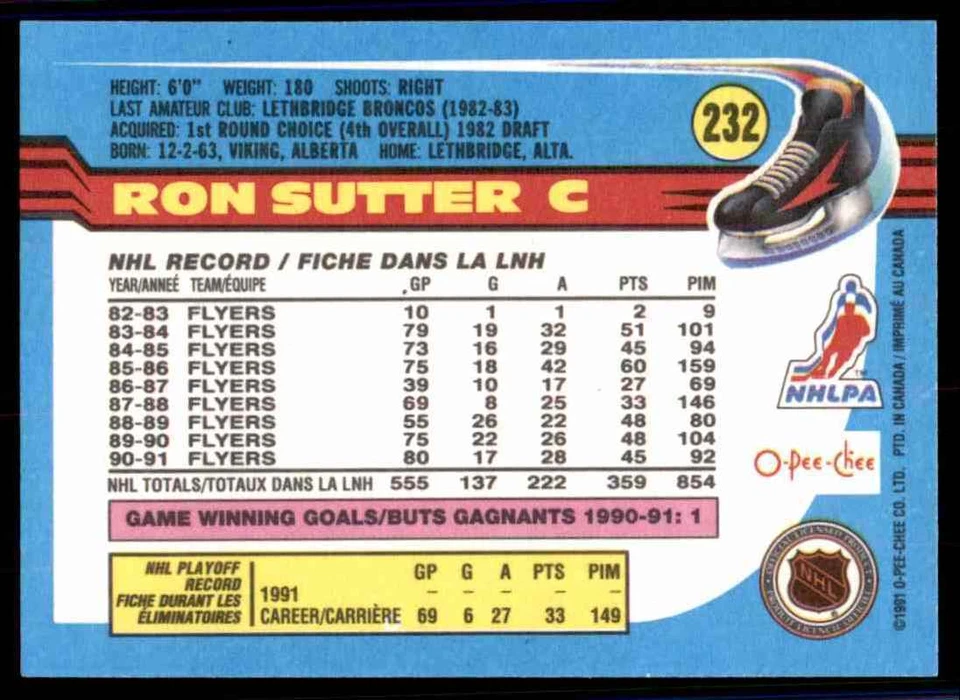 HEIGHT: 6'0" WEIGHT: 180 SHOOTS: RIGHT
LAST AMATEUR CLUB: LETHBRIDGE BRONCOS (1982-83)
ACQUIRED: 1st ROUND CHOICE (4th OVERALL) 1982 DRAFT
BORN: 12-2-63, VIKING, ALBERTA HOME: LETHBRIDGE, ALTA.
232
RON SUTTER C
NHL RECORD / FICHE DANS LA LNH
YEAR/ANNEÉ TEAM/ÉQUIPE GP G A PTS PIM
82-83 FLYERS 10 1 1 2 9
83-84 FLYERS 79 19 32 51 101
84-85 FLYERS 73 16 29 45 94
85-86 FLYERS 75 18 42 60 159
86-87 FLYERS 39 10 17 27 69
87-88 FLYERS 69 8 25 33 146
88-89 FLYERS 55 26 22 48 80
89-90 FLYERS 75 22 26 48 104
90-91 FLYERS 80 17 28 45 92
NHL TOTALS/TOTAUX DANS LA LNH 555 137 222 359 854
GAME WINNING GOALS/BUTS GAGNANTS 1990-91: 1
NHL PLAYOFF
RECORD
FICHE DURANT LES
ÉLIMINATOIRES
GP G A PTS PIM
1991 – – – – –
CAREER/CARRIÈRE 69 6 27 33 149
TM
NHLPA
O-Pee-Chee
NHL
©1991 O-PEE-CHEE CO. LTD. PTD. IN CANADA / IMPRIMÉ AU CANADA